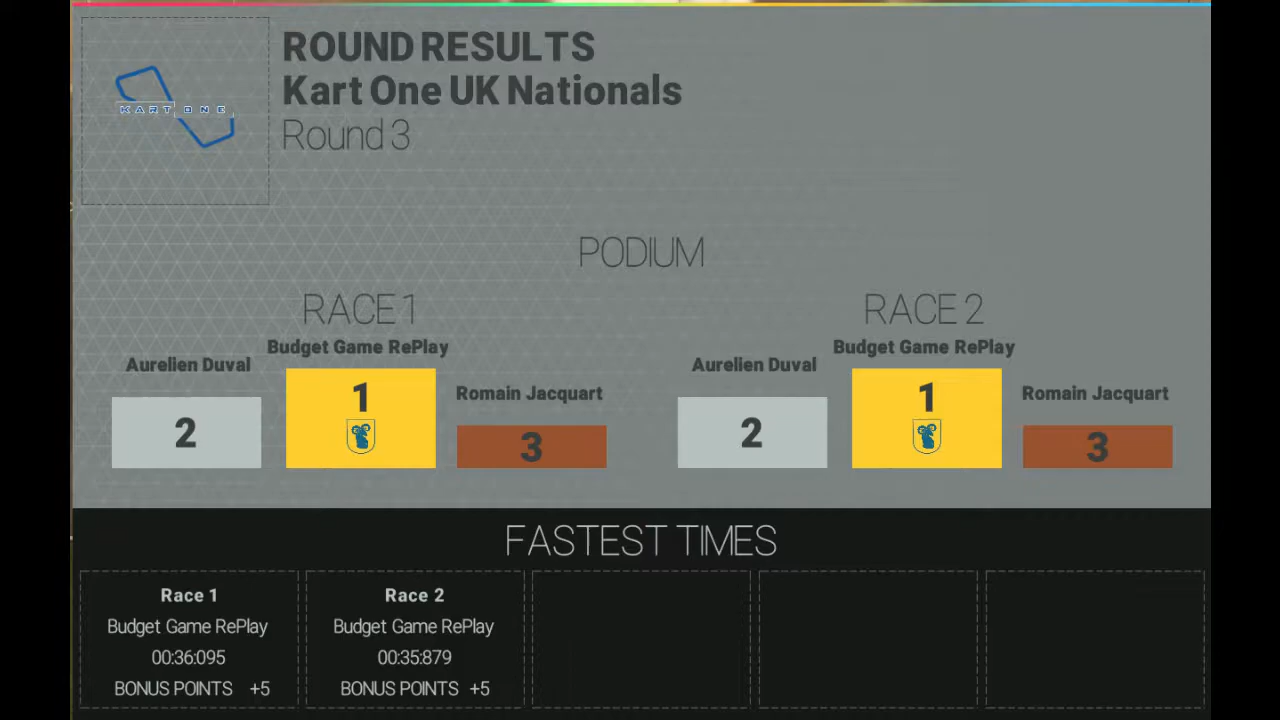 KART ONE
ROUND RESULTS
Kart One UK Nationals
Round 3
PODIUM
RACE 1
Budget Game RePlay
Aurelien Duval
Romain Jacquart
1
2
3
RACE 2
Budget Game RePlay
Aurelien Duval
Romain Jacquart
1
2
3
FASTEST TIMES
Race 1
Budget Game RePlay
00:36:095
BONUS POINTS +5
Race 2
Budget Game RePlay
00:35:879
BONUS POINTS +5